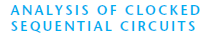 ANALYSIS OF CLOCKED
SEQUENTIAL CIRCUITS